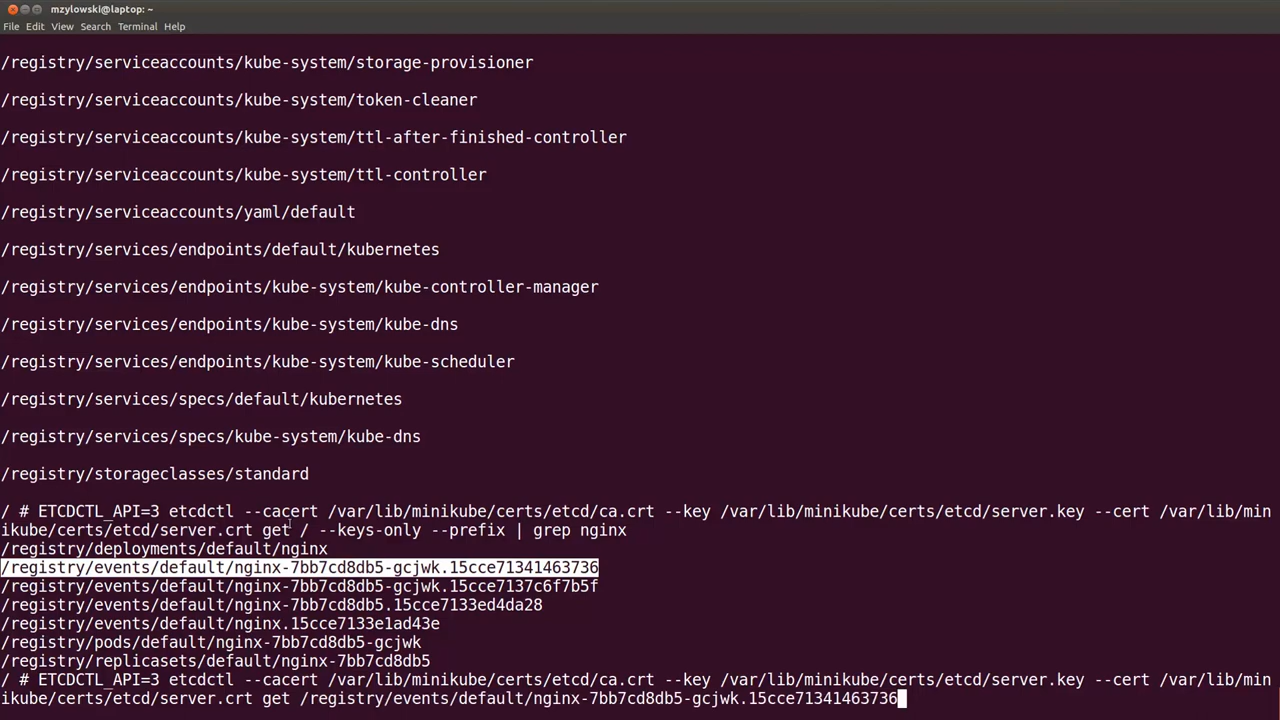 mzylowski@laptop: ~
File Edit View Search Terminal Help
/registry/serviceaccounts/kube-system/storage-provisioner
/registry/serviceaccounts/kube-system/token-cleaner
/registry/serviceaccounts/kube-system/ttl-after-finished-controller
/registry/serviceaccounts/kube-system/ttl-controller
/registry/serviceaccounts/yaml/default
/registry/services/endpoints/default/kubernetes
/registry/services/endpoints/kube-system/kube-controller-manager
/registry/services/endpoints/kube-system/kube-dns
/registry/services/endpoints/kube-system/kube-scheduler
/registry/services/specs/default/kubernetes
/registry/services/specs/kube-system/kube-dns
/registry/storageclasses/standard
/ # ETCDCTL_API=3 etcdctl --cacert /var/lib/minikube/certs/etcd/ca.crt --key /var/lib/minikube/certs/etcd/server.key --cert /var/lib/min
ikube/certs/etcd/server.crt get / --keys-only --prefix | grep nginx
/registry/deployments/default/nginx
/registry/events/default/nginx-7bb7cd8db5-gcjwk.15cce71341463736
/registry/events/default/nginx-7bb7cd8db5-gcjwk.15cce7137c6f7b5f
/registry/events/default/nginx-7bb7cd8db5.15cce7133ed4da28
/registry/events/default/nginx.15cce7133e1ad43e
/registry/pods/default/nginx-7bb7cd8db5-gcjwk
/registry/replicasets/default/nginx-7bb7cd8db5
/ # ETCDCTL_API=3 etcdctl --cacert /var/lib/minikube/certs/etcd/ca.crt --key /var/lib/minikube/certs/etcd/server.key --cert /var/lib/min
ikube/certs/etcd/server.crt get /registry/events/default/nginx-7bb7cd8db5-gcjwk.15cce71341463736